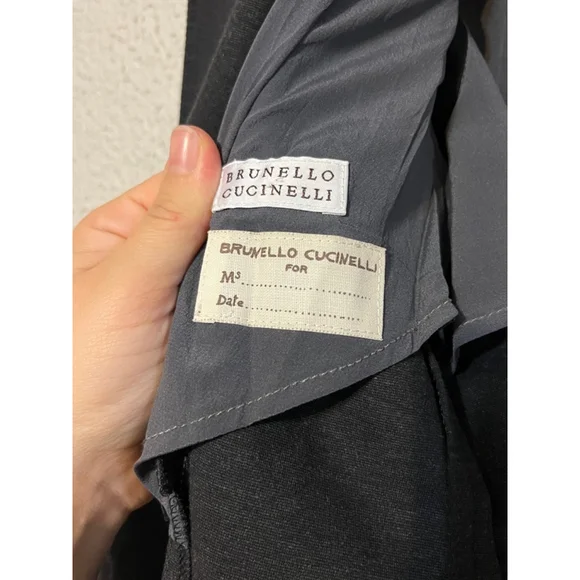 BRUNELLO
CUCINELLI
BRUNELLO CUCINELLI
FOR
Ms..............................
Date..........................